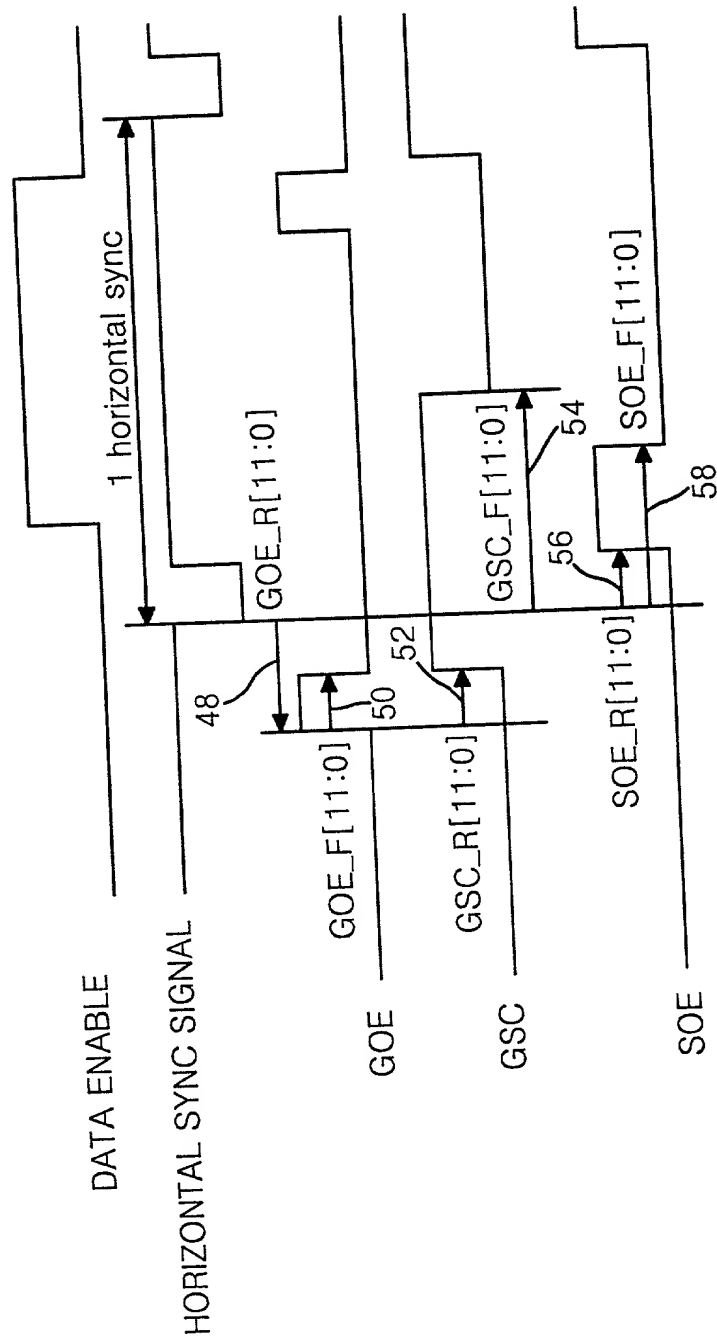 DATA ENABLE
1 horizontal sync
HORIZONTAL SYNC SIGNAL
48
GOE_R[11:0]
GOE_F[11:0]
50
GOE
52
GSC_R[11:0]
GSC_F[11:0]
54
GSC
56
SOE_R[11:0]
SOE_F[11:0]
58
SOE